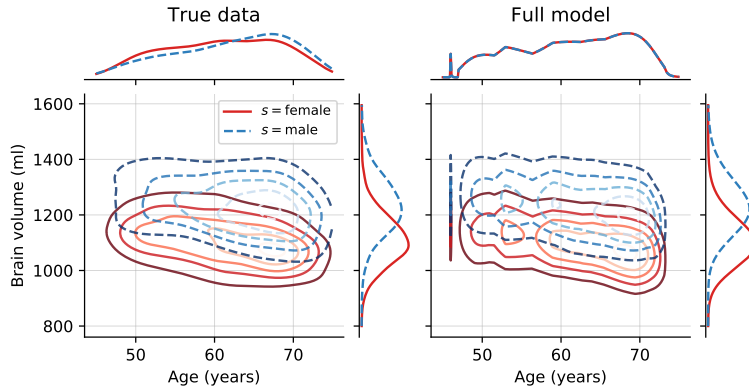 True data
Full model
Brain volume (ml)
1600
1400
1200
1000
800
s = female
s = male
50 60 70
50 60 70
Age (years)
Age (years)